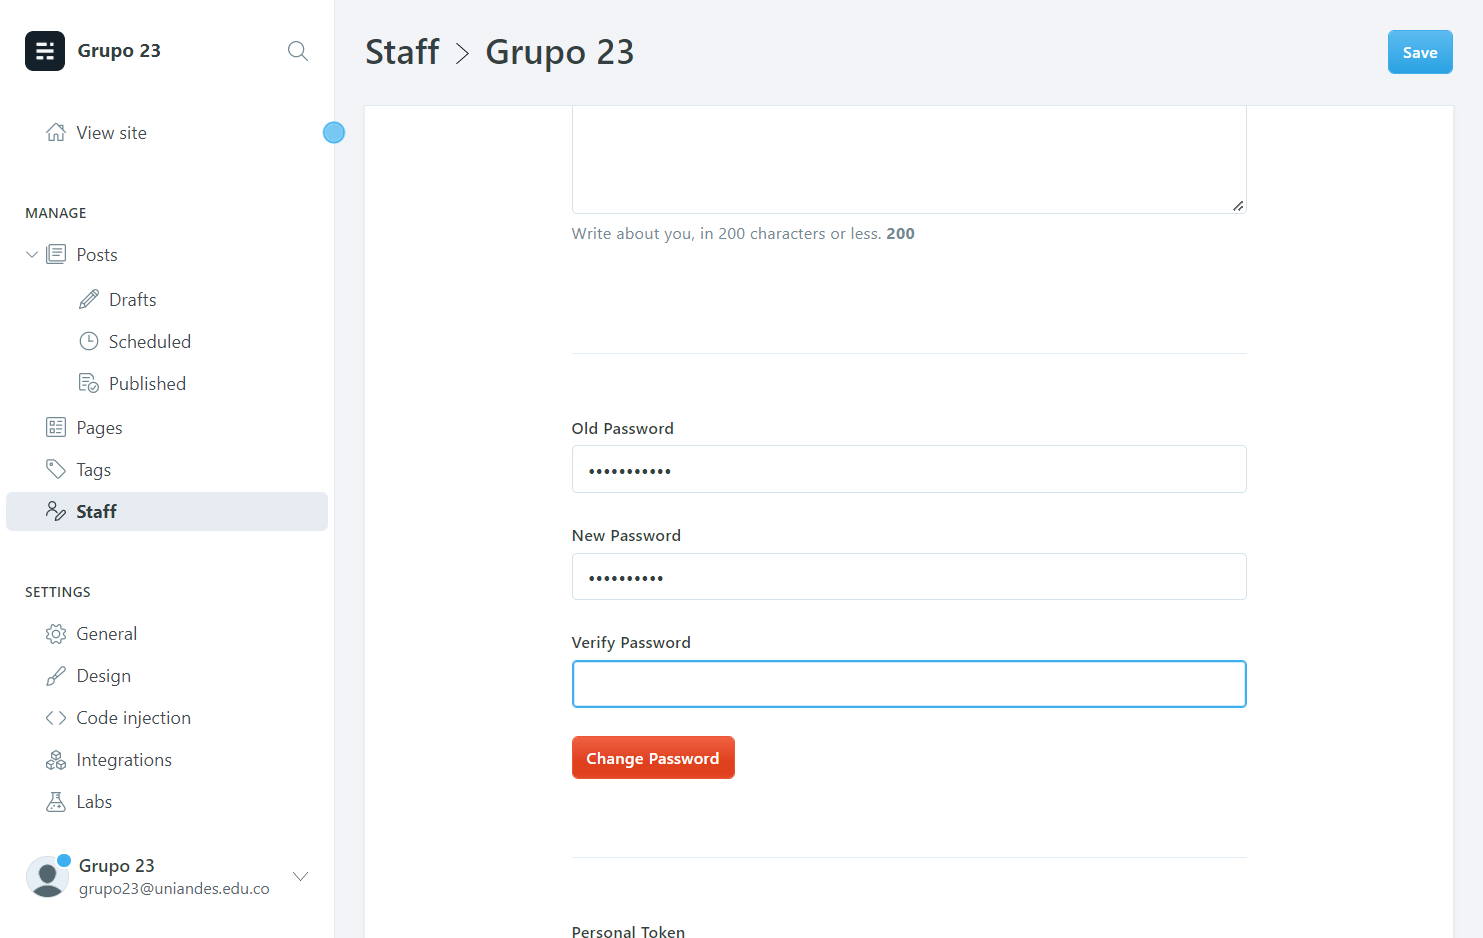 Grupo 23
View site
MANAGE
Posts
Drafts
Scheduled
Published
Pages
Tags
Staff
SETTINGS
General
Design
Code injection
Integrations
Labs
Grupo 23
grupo23@uniandes.edu.co
Staff > Grupo 23
Save
Write about you, in 200 characters or less. 200
Old Password
•••••••••••
New Password
••••••••••
Verify Password
Change Password
Personal Token